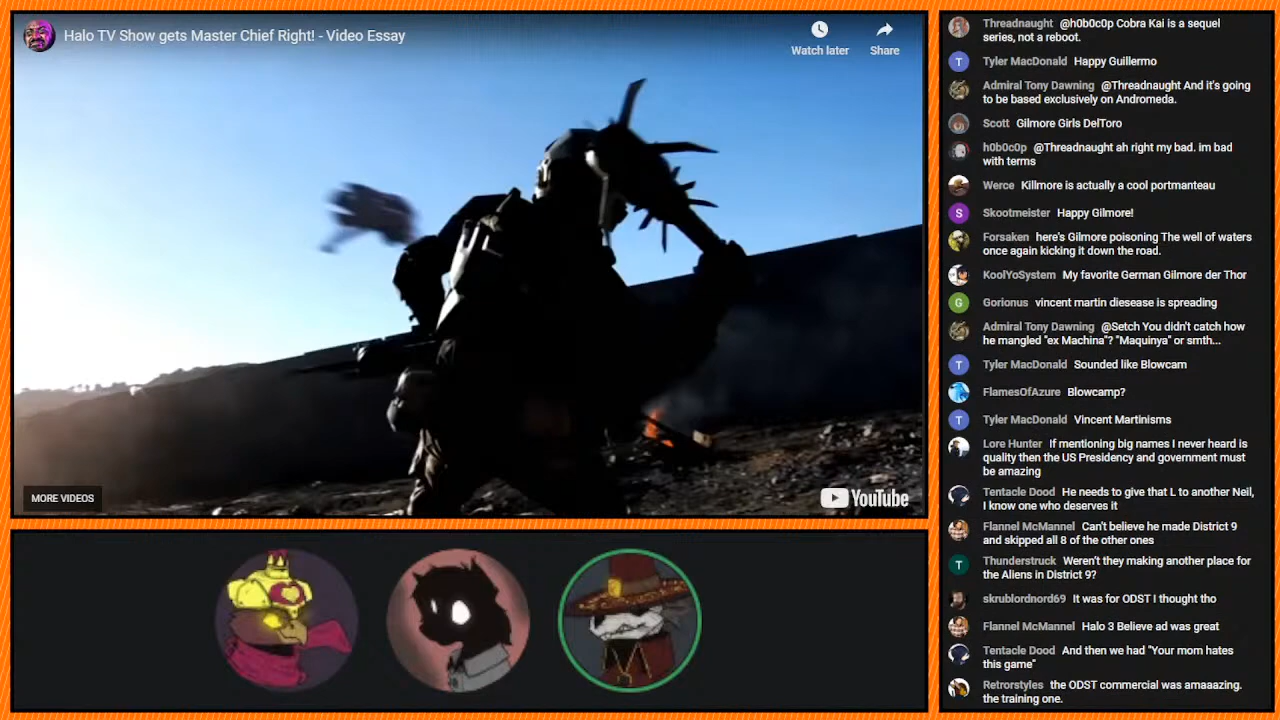 Halo TV Show gets Master Chief Right! - Video Essay
Watch later
Share
MORE VIDEOS
YouTube
Threadnaught @h0b0c0p Cobra Kai is a sequel
series, not a reboot.
T
Tyler MacDonald Happy Guillermo
Admiral Tony Dawning @Threadnaught And it's going
to be based exclusively on Andromeda.
Scott Gilmore Girls DelToro
h0b0c0p @Threadnaught ah right my bad. im bad
with terms
Werce Killmore is actually a cool portmanteau
S
Skootmeister Happy Gilmore!
Forsaken here's Gilmore poisoning The well of waters
once again kicking it down the road.
KoolYoSystem My favorite German Gilmore der Thor
G
Gorionus vincent martin diesease is spreading
Admiral Tony Dawning @Setch You didn't catch how
he mangled "ex Machina"? "Maquinya" or smth...
T
Tyler MacDonald Sounded like Blowcam
FlamesOfAzure Blowcamp?
T
Tyler MacDonald Vincent Martinisms
Lore Hunter If mentioning big names I never heard is
quality then the US Presidency and government must
be amazing
Tentacle Dood He needs to give that L to another Neil,
I know one who deserves it
Flannel McMannel Can't believe he made District 9
and skipped all 8 of the other ones
T
Thunderstruck Weren't they making another place for
the Aliens in District 9?
skrublordnord69 It was for ODST I thought tho
Flannel McMannel Halo 3 Believe ad was great
Tentacle Dood And then we had "Your mom hates
this game"
Retrorstyles the ODST commercial was amaaazing.
the training one.